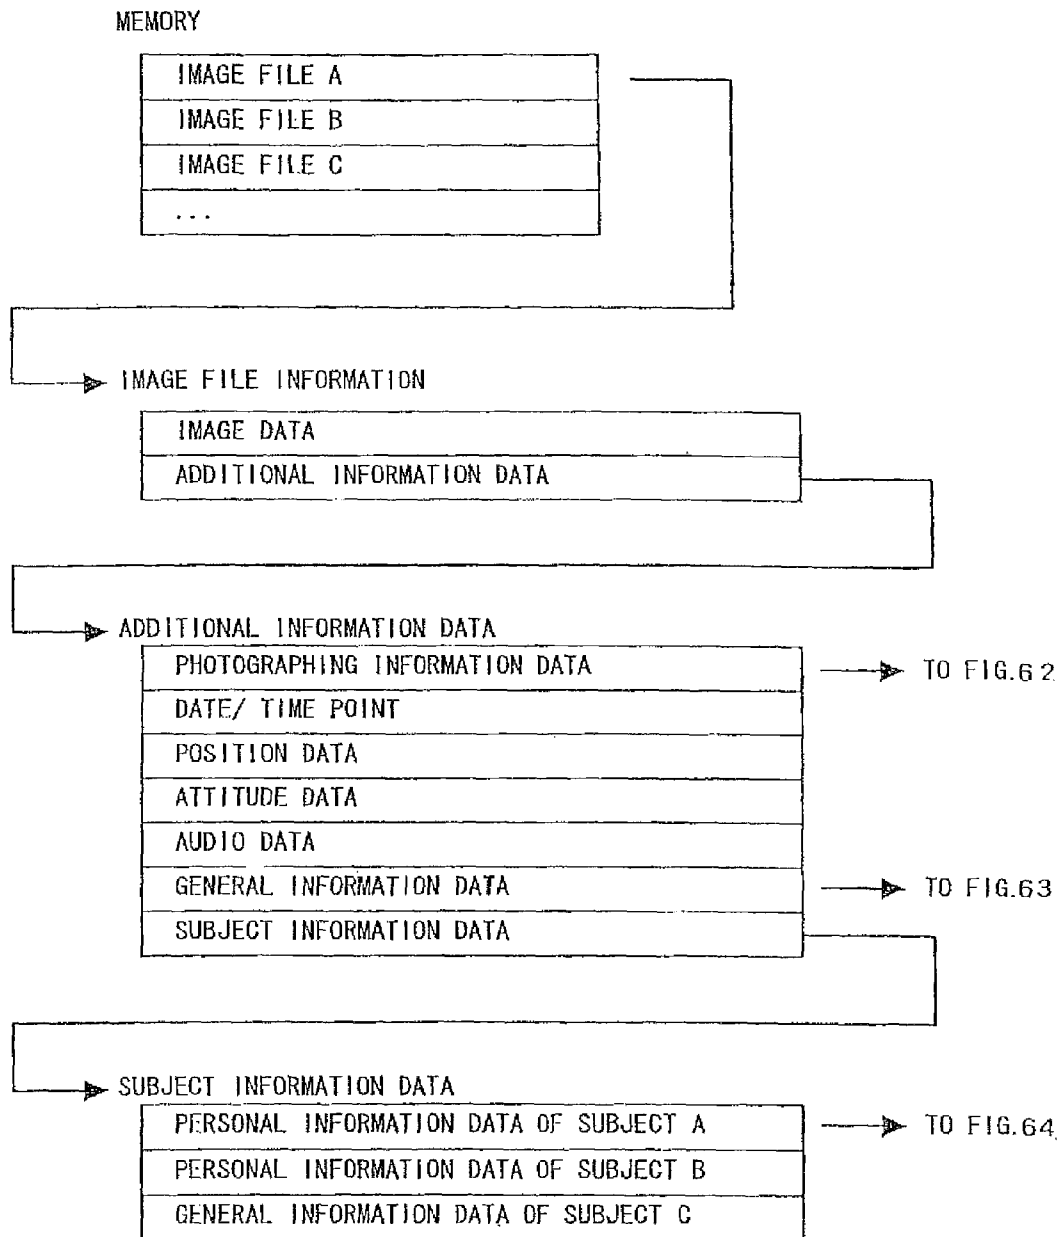 MEMORY
IMAGE FILE A
IMAGE FILE B
IMAGE FILE C
...
IMAGE FILE INFORMATION
IMAGE DATA
ADDITIONAL INFORMATION DATA
ADDITIONAL INFORMATION DATA
PHOTOGRAPHING INFORMATION DATA
TO FIG.62
DATE/ TIME POINT
POSITION DATA
ATTITUDE DATA
AUDIO DATA
GENERAL INFORMATION DATA
TO FIG.63
SUBJECT INFORMATION DATA
SUBJECT INFORMATION DATA
PERSONAL INFORMATION DATA OF SUBJECT A
TO FIG.64
PERSONAL INFORMATION DATA OF SUBJECT B
GENERAL INFORMATION DATA OF SUBJECT C